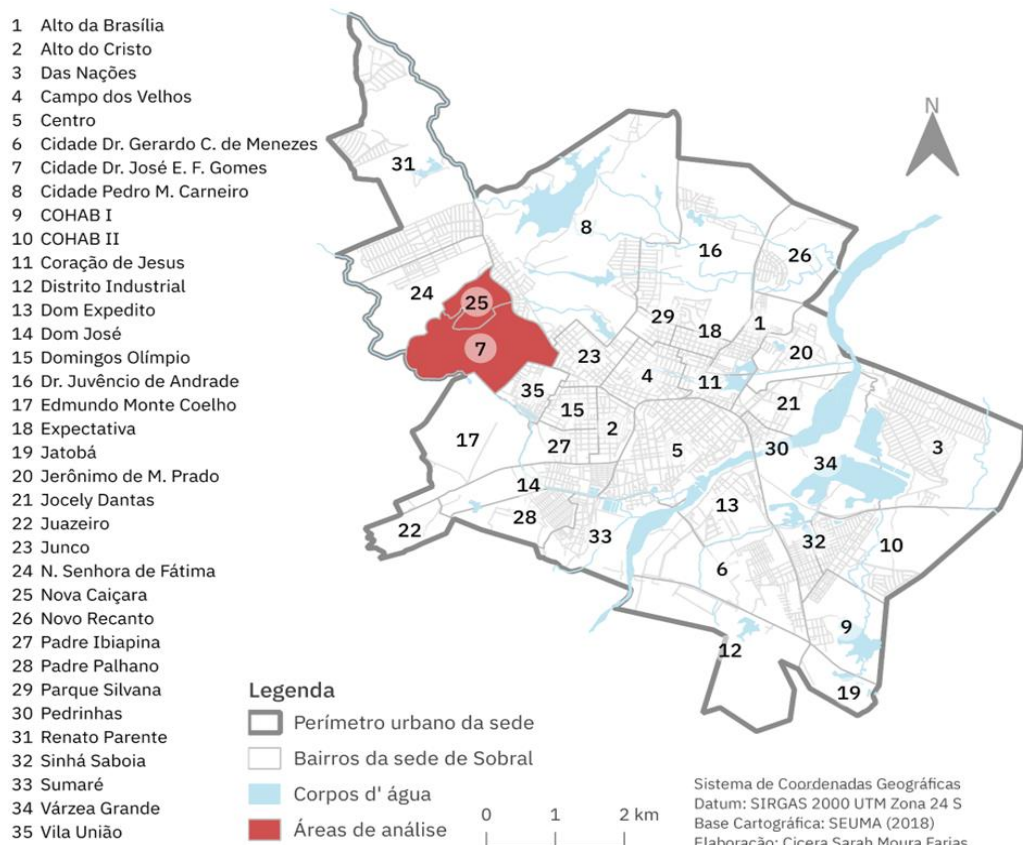 1 Alto da Brasília
2 Alto do Cristo
3 Das Nações
4 Campo dos Velhos
5 Centro
6 Cidade Dr. Gerardo C. de Menezes
7 Cidade Dr. José E. F. Gomes
8 Cidade Pedro M. Carneiro
9 COHAB I
10 COHAB II
11 Coração de Jesus
12 Distrito Industrial
13 Dom Expedito
14 Dom José
15 Domingos Olímpio
16 Dr. Juvêncio de Andrade
17 Edmundo Monte Coelho
18 Expectativa
19 Jatobá
20 Jerônimo de M. Prado
21 Jocely Dantas
22 Juazeiro
23 Junco
24 N. Senhora de Fátima
25 Nova Caiçara
26 Novo Recanto
27 Padre Ibiapina
28 Padre Palhano
29 Parque Silvana
30 Pedrinhas
31 Renato Parente
32 Sinhá Saboia
33 Sumaré
34 Várzea Grande
35 Vila União
N
31
8
16
26
24
25
29
18
1
7
23
20
4
11
35
15
21
2
17
27
5
30
34
3
14
28
13
22
33
32
10
6
9
12
19
Legenda
Perímetro urbano da sede
Bairros da sede de Sobral
Corpos d' água
Áreas de análise
0 1 2 km
Sistema de Coordenadas Geográficas
Datum: SIRGAS 2000 UTM Zona 24 S
Base Cartográfica: SEUMA (2018)
Elaboração: Cicera Sarah Moura Farias